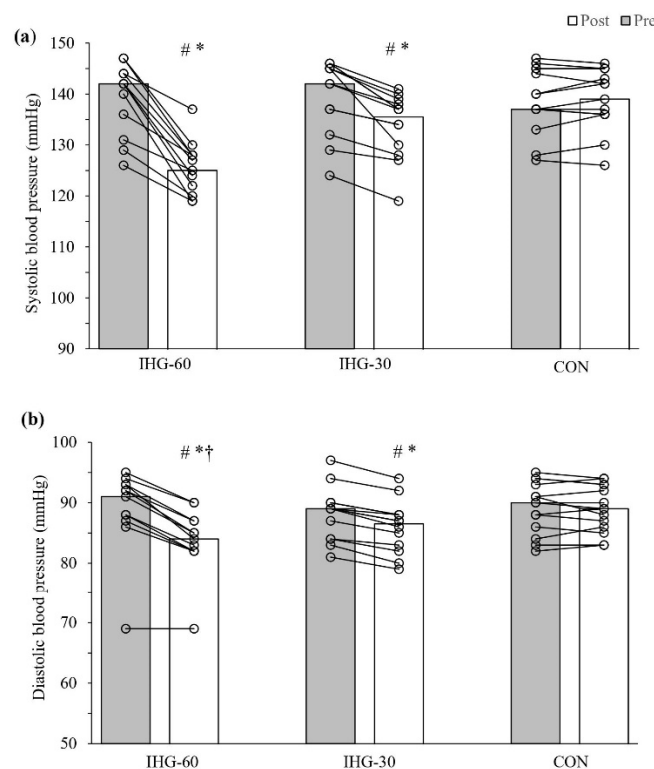 Post Pre
(a)
# *
# *
150
140
130
120
110
100
90
Systolic blood pressure (mmHg)
IHG-60 IHG-30 CON
(b)
# *†
# *
100
90
80
70
60
50
Diastolic blood pressure (mmHg)
IHG-60 IHG-30 CON